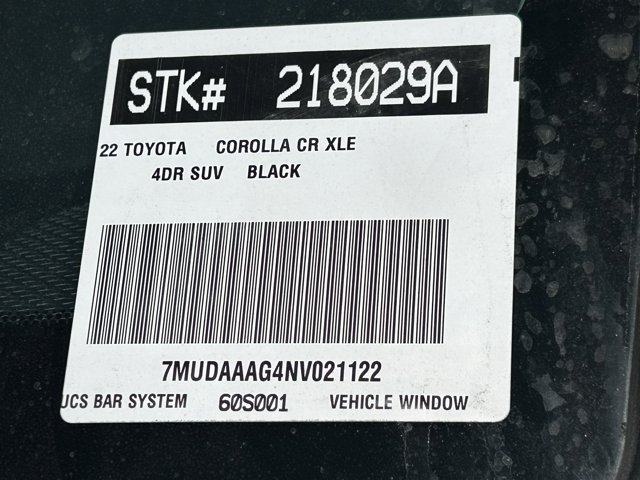 STK# 218029A
22 TOYOTA COROLLA CR XLE
4DR SUV BLACK
7MUDAAAG4NV021122
UCS BAR SYSTEM 60S001 VEHICLE WINDOW